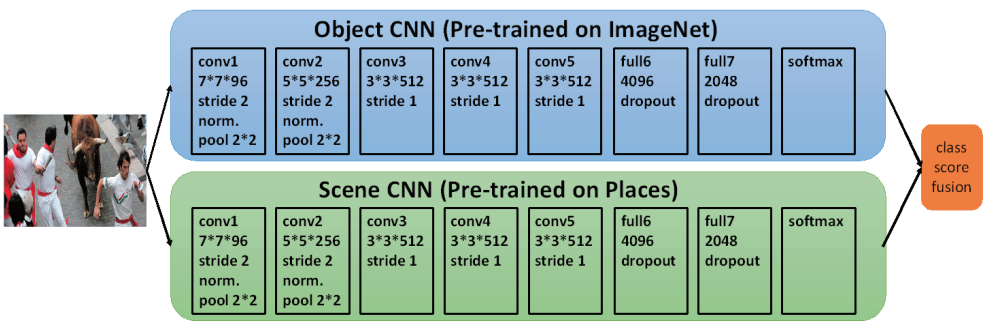 Object CNN (Pre-trained on ImageNet)
conv1
7*7*96
stride 2
norm.
pool 2*2
conv2
5*5*256
stride 2
norm.
pool 2*2
conv3
3*3*512
stride 1
conv4
3*3*512
stride 1
conv5
3*3*512
stride 1
full6
4096
dropout
full7
2048
dropout
softmax
Scene CNN (Pre-trained on Places)
conv1
7*7*96
stride 2
norm.
pool 2*2
conv2
5*5*256
stride 2
norm.
pool 2*2
conv3
3*3*512
stride 1
conv4
3*3*512
stride 1
conv5
3*3*512
stride 1
full6
4096
dropout
full7
2048
dropout
softmax
class
score
fusion